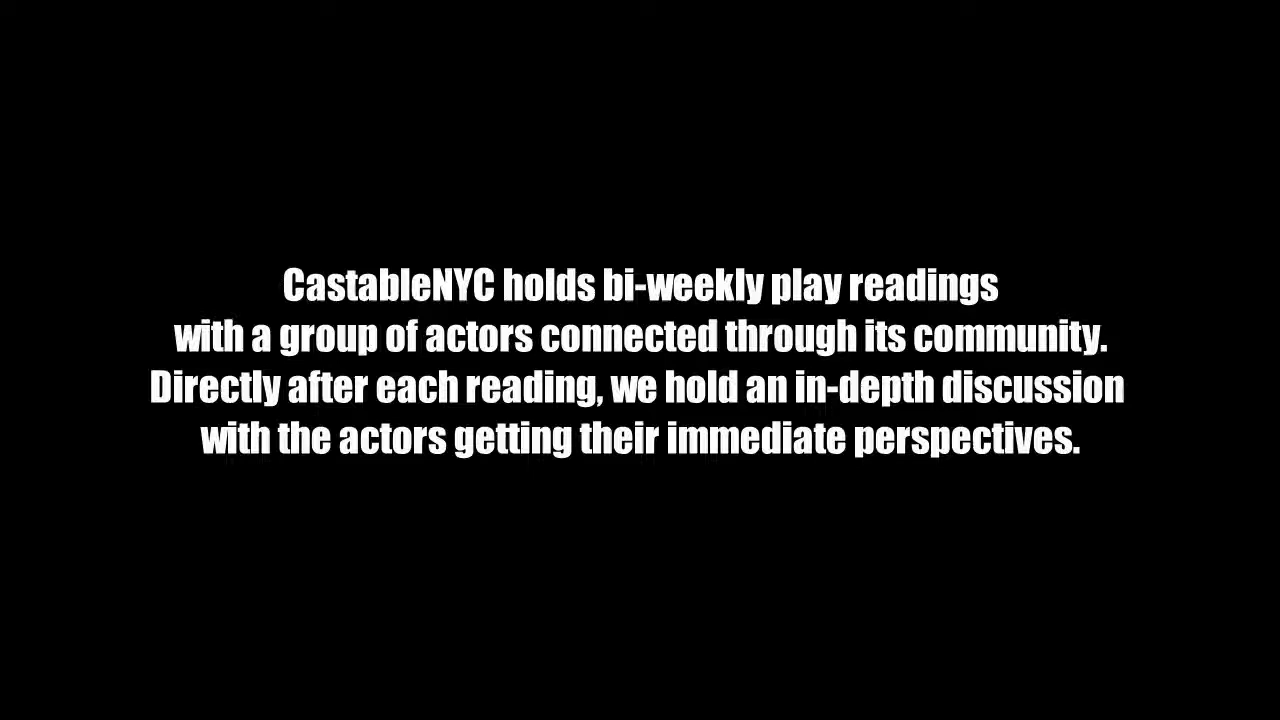 CastableNYC holds bi-weekly play readings
with a group of actors connected through its community.
Directly after each reading, we hold an in-depth discussion
with the actors getting their immediate perspectives.